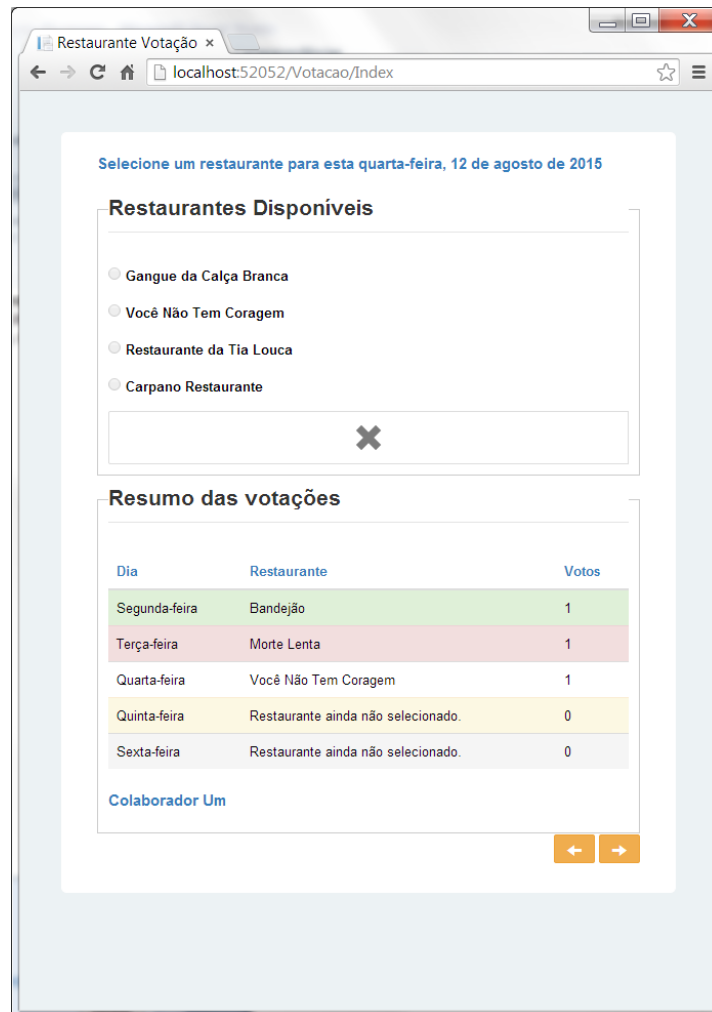 Restaurante Votação ×
localhost:52052/Votacao/Index
Selecione um restaurante para esta quarta-feira, 12 de agosto de 2015
Restaurantes Disponíveis
Gangue da Calça Branca
Você Não Tem Coragem
Restaurante da Tia Louca
Carpano Restaurante
Resumo das votações
Dia Restaurante Votos
Segunda-feira Bandejão 1
Terça-feira Morte Lenta 1
Quarta-feira Você Não Tem Coragem 1
Quinta-feira Restaurante ainda não selecionado. 0
Sexta-feira Restaurante ainda não selecionado. 0
Colaborador Um